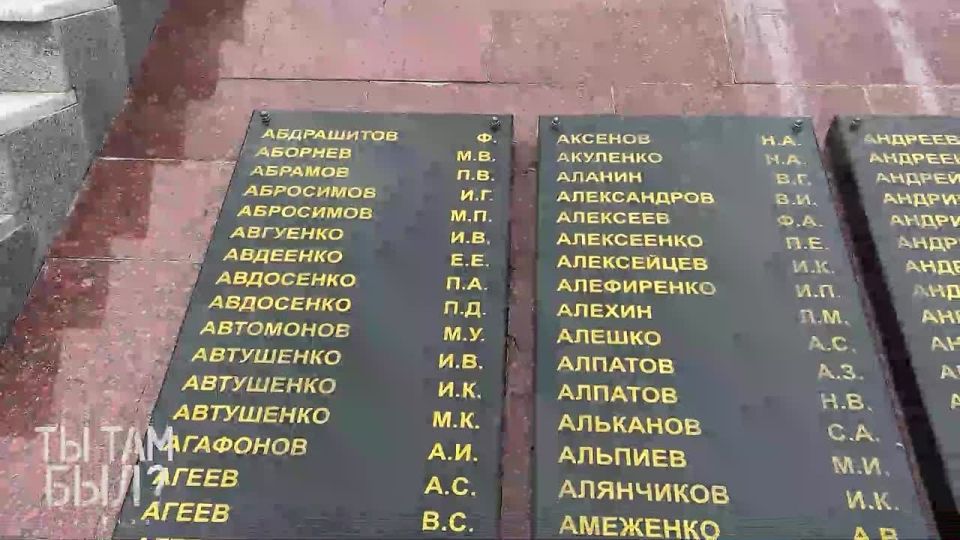 АБДРАШИТОВ Ф.
АБОРНЕВ М.В.
АБРАМОВ П.В.
АБРОСИМОВ И.Г.
АБРОСИМОВ М.П.
АВГУЕНКО И.В.
АВДЕЕНКО Е.Е.
АВДОСЕНКО П.А.
АВДОСЕНКО П.Д.
АВТОМОНОВ М.У.
АВТУШЕНКО И.В.
АВТУШЕНКО И.К.
АВТУШЕНКО М.К.
АГАФОНОВ А.И.
АГЕЕВ А.С.
АГЕЕВ В.С.
АКСЕНОВ Н.А.
АКУЛЕНКО Н.А.
АЛАНИН В.Г.
АЛЕКСАНДРОВ В.И.
АЛЕКСЕЕВ Ф.А.
АЛЕКСЕЕНКО П.Е.
АЛЕКСЕЙЦЕВ И.К.
АЛЕФИРЕНКО И.П.
АЛЕХИН Л.М.
АЛЕШКО А.С.
АЛПАТОВ А.З.
АЛПАТОВ Н.В.
АЛЬКАНОВ С.А.
АЛЬПИЕВ М.И.
АЛЯНЧИКОВ И.К.
АМЕЖЕНКО А.В.
АНДРЕЕВ
ТЫ ТАМ
БЫЛ?